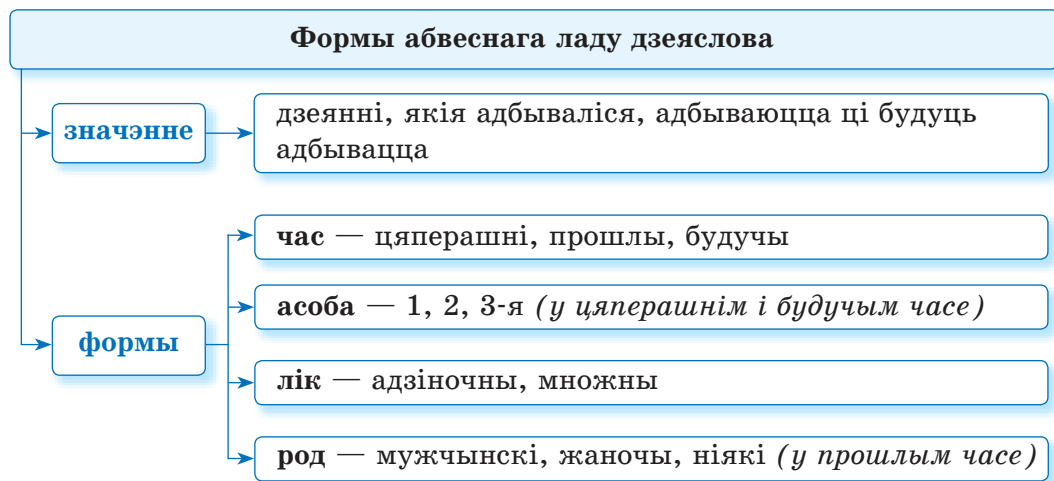 Формы абвеснага ладу дзеяслова
значэнне
дзеянні, якія адбываліся, адбываюцца ці будуць
адбывацца
формы
час — цяперашні, прошлы, будучы
асоба — 1, 2, 3-я (у цяперашнім і будучым часе)
лік — адзіночны, множны
род — мужчынскі, жаночы, ніякі (у прошлым часе)